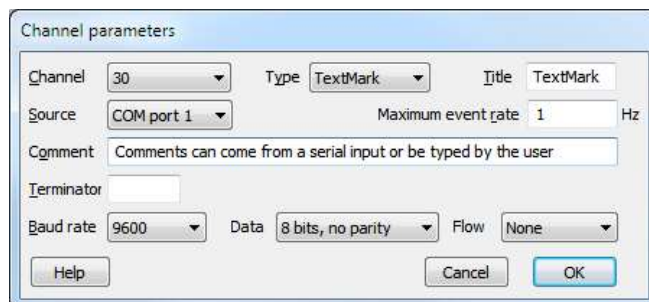 Channel parameters
Channel 30 Type TextMark Title TextMark
Source COM port 1 Maximum event rate 1 Hz
Comment Comments can come from a serial input or be typed by the user
Terminator
Baud rate 9600 Data 8 bits, no parity Flow None
Help Cancel OK